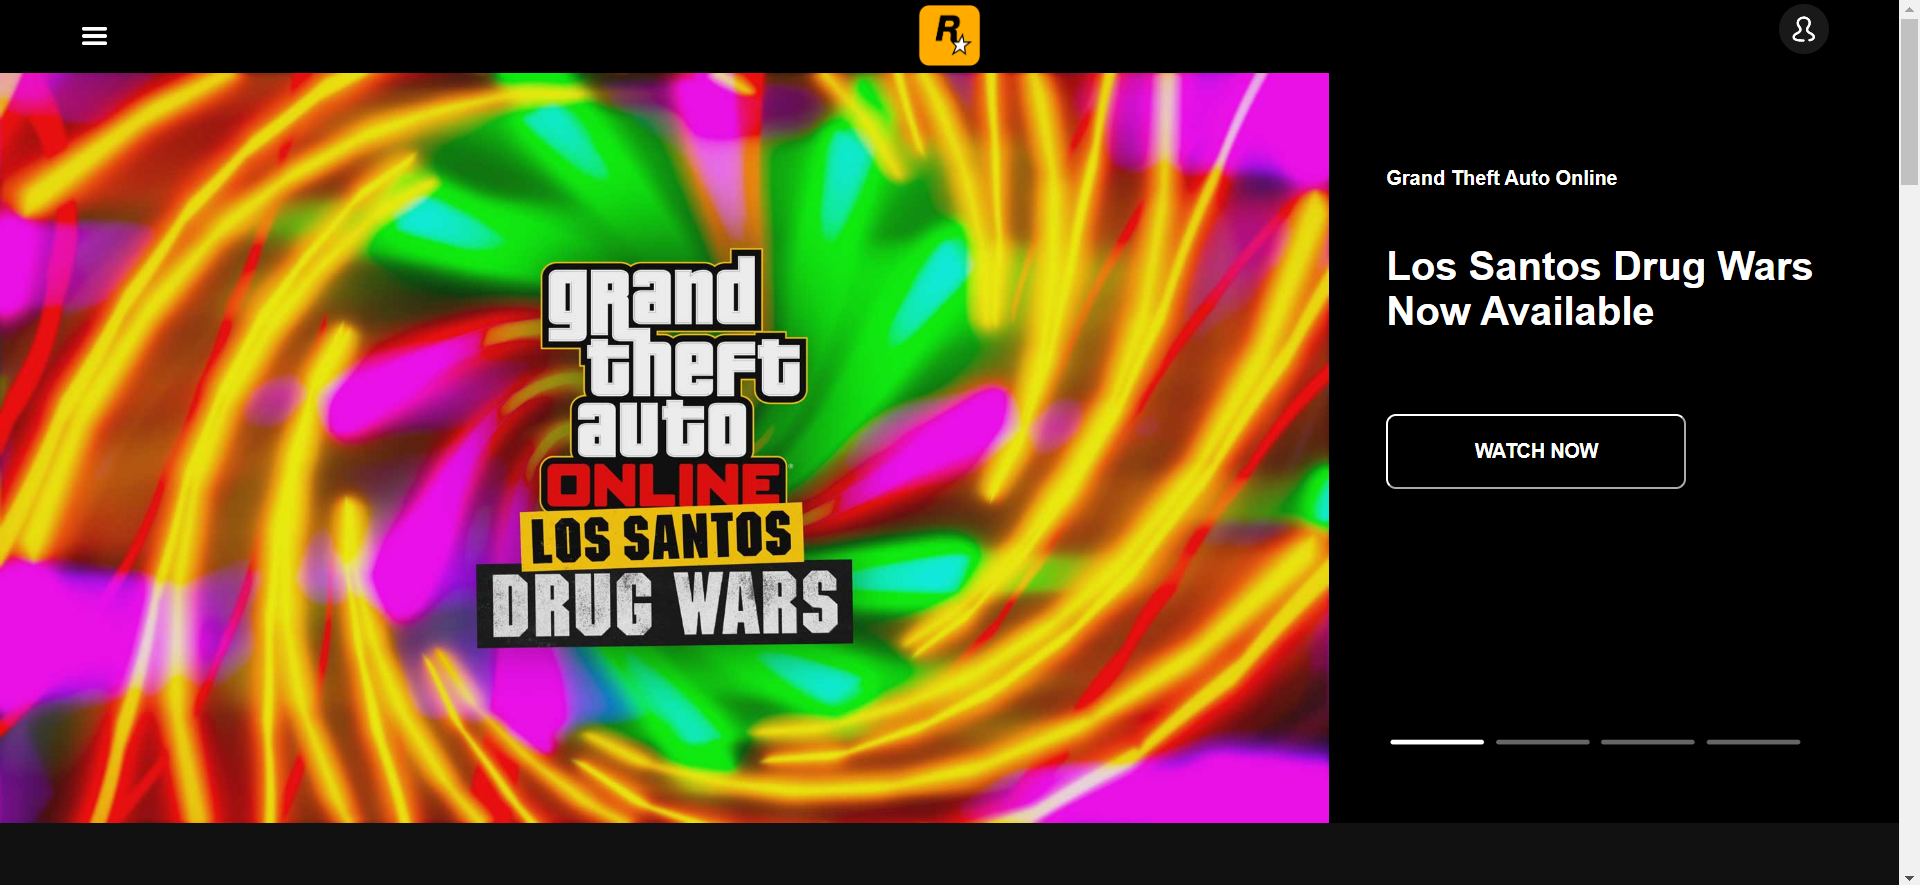 R
grand
theft
auto
ONLINE
LOS SANTOS
DRUG WARS
Grand Theft Auto Online
Los Santos Drug Wars
Now Available
WATCH NOW